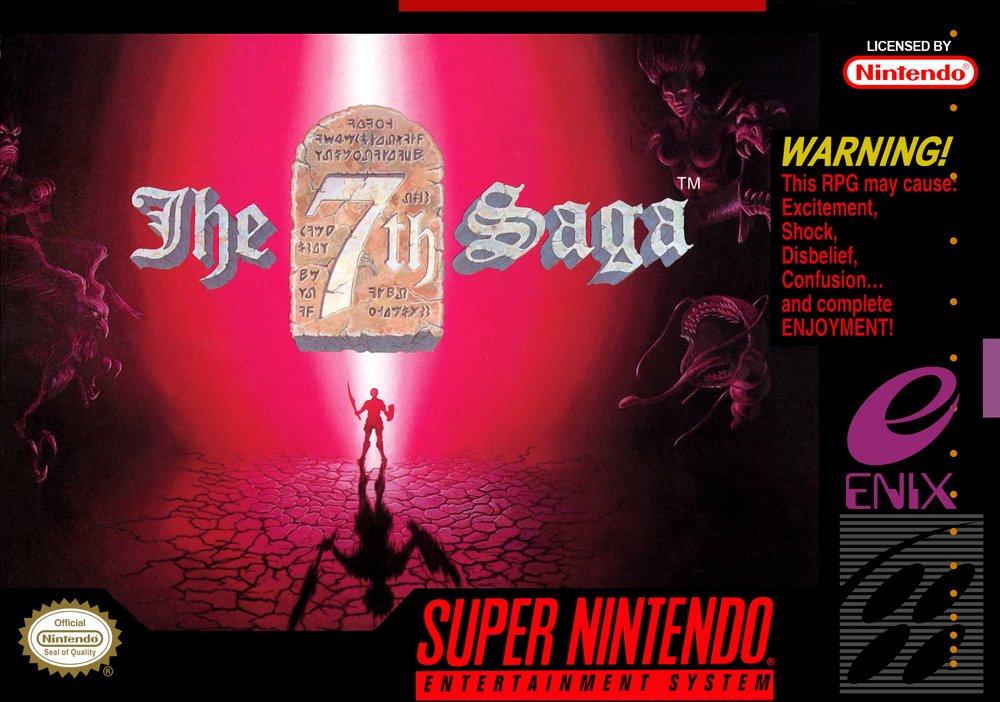 LICENSED BY
Nintendo®
WARNING!
This RPG may cause:
Excitement,
Shock,
Disbelief,
Confusion...
and complete
ENJOYMENT!
The 7th Saga™
ENIX
Official
Nintendo
Seal of Quality
®
SUPER NINTENDO®
ENTERTAINMENT SYSTEM